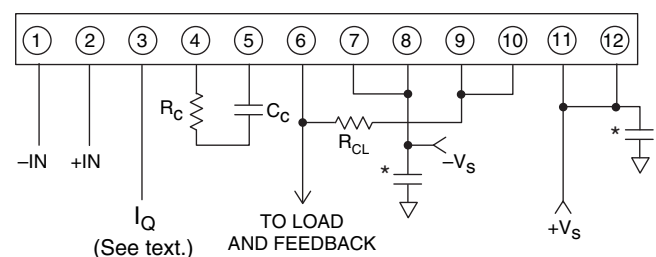 1 2 3 4 5 6 7 8 9 10 11 12
R_C C_C
* R_CL
–IN +IN –V_S
*
I_Q
(See text.)
TO LOAD
AND FEEDBACK
+V_S